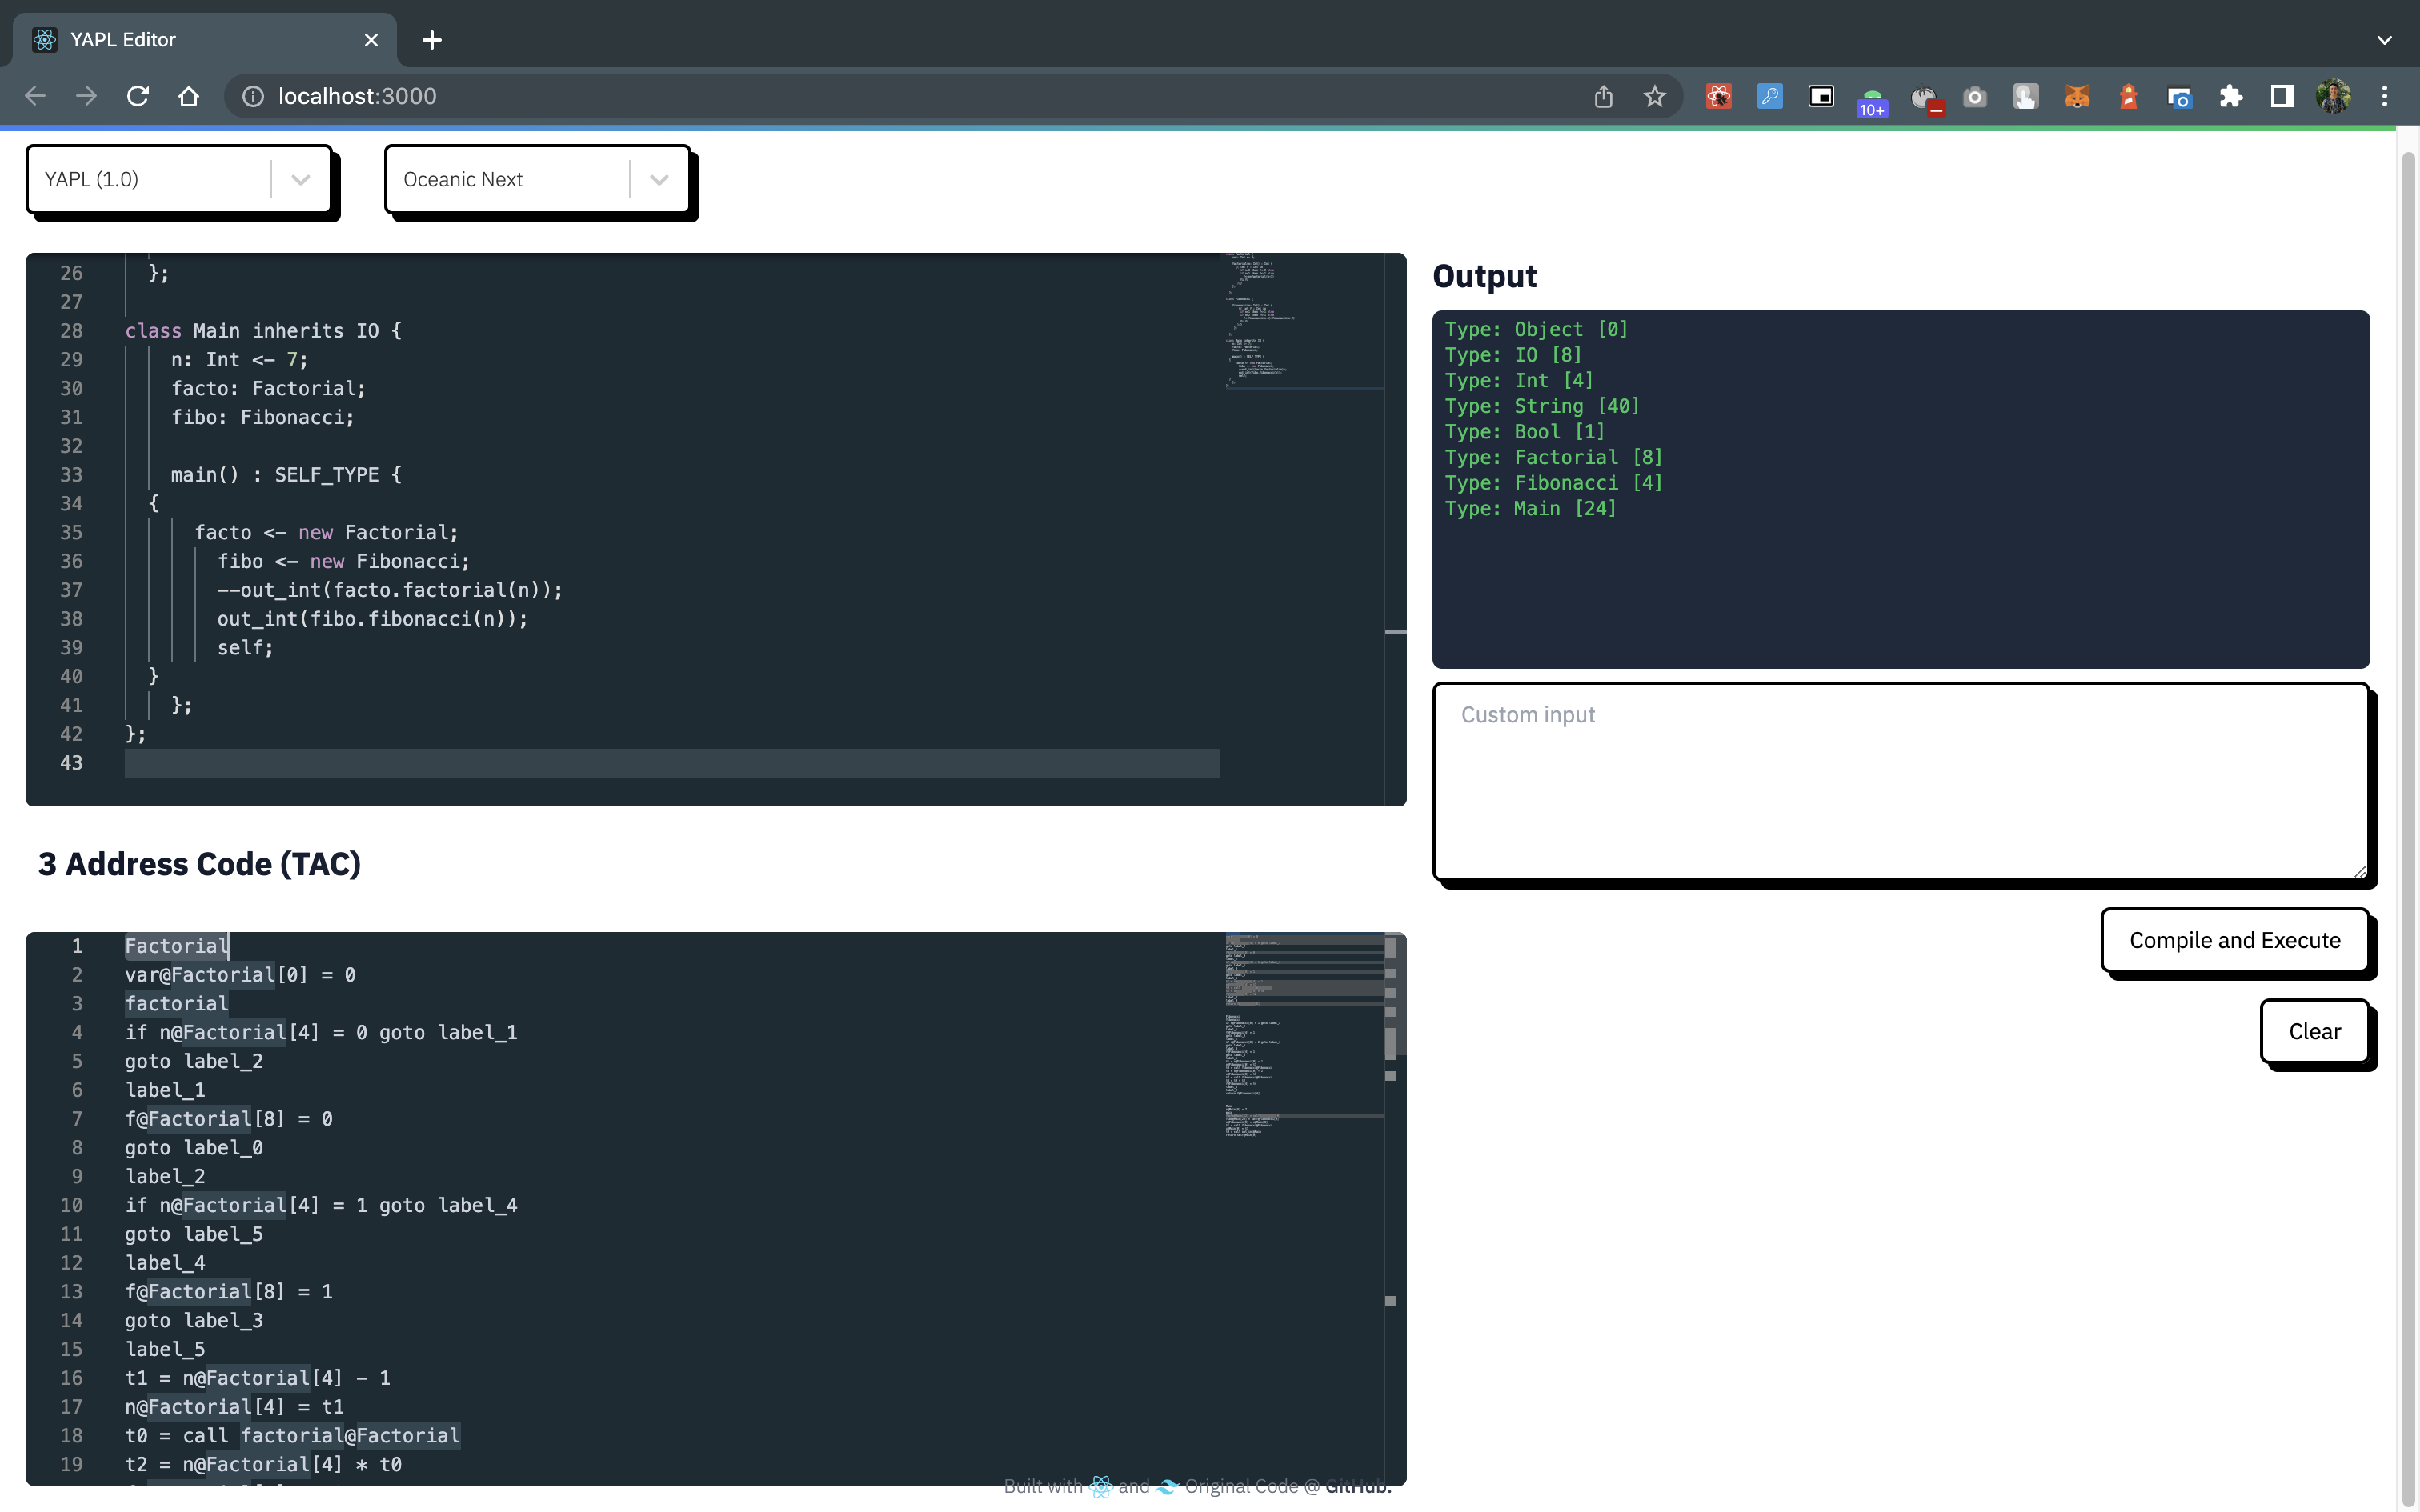 YAPL Editor
localhost:3000
10+
YAPL (1.0)
Oceanic Next
26 };
27
28 class Main inherits IO {
29 n: Int <- 7;
30 facto: Factorial;
31 fibo: Fibonacci;
32
33 main() : SELF_TYPE {
34 {
35 facto <- new Factorial;
36 fibo <- new Fibonacci;
37 --out_int(facto.factorial(n));
38 out_int(fibo.fibonacci(n));
39 self;
40 }
41 };
42 };
43
Output
Type: Object [0]
Type: IO [8]
Type: Int [4]
Type: String [40]
Type: Bool [1]
Type: Factorial [8]
Type: Fibonacci [4]
Type: Main [24]
Custom input
Compile and Execute
Clear
3 Address Code (TAC)
1 Factorial
2 var@Factorial[0] = 0
3 factorial
4 if n@Factorial[4] = 0 goto label_1
5 goto label_2
6 label_1
7 f@Factorial[8] = 0
8 goto label_0
9 label_2
10 if n@Factorial[4] = 1 goto label_4
11 goto label_5
12 label_4
13 f@Factorial[8] = 1
14 goto label_3
15 label_5
16 t1 = n@Factorial[4] - 1
17 n@Factorial[4] = t1
18 t0 = call factorial@Factorial
19 t2 = n@Factorial[4] * t0
Built with and Original Code @ GitHub.